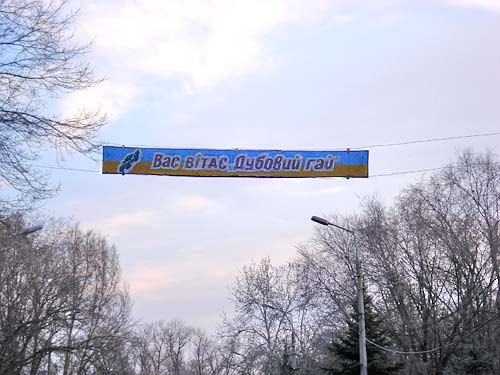 Вас вітає „Дубовий гай"